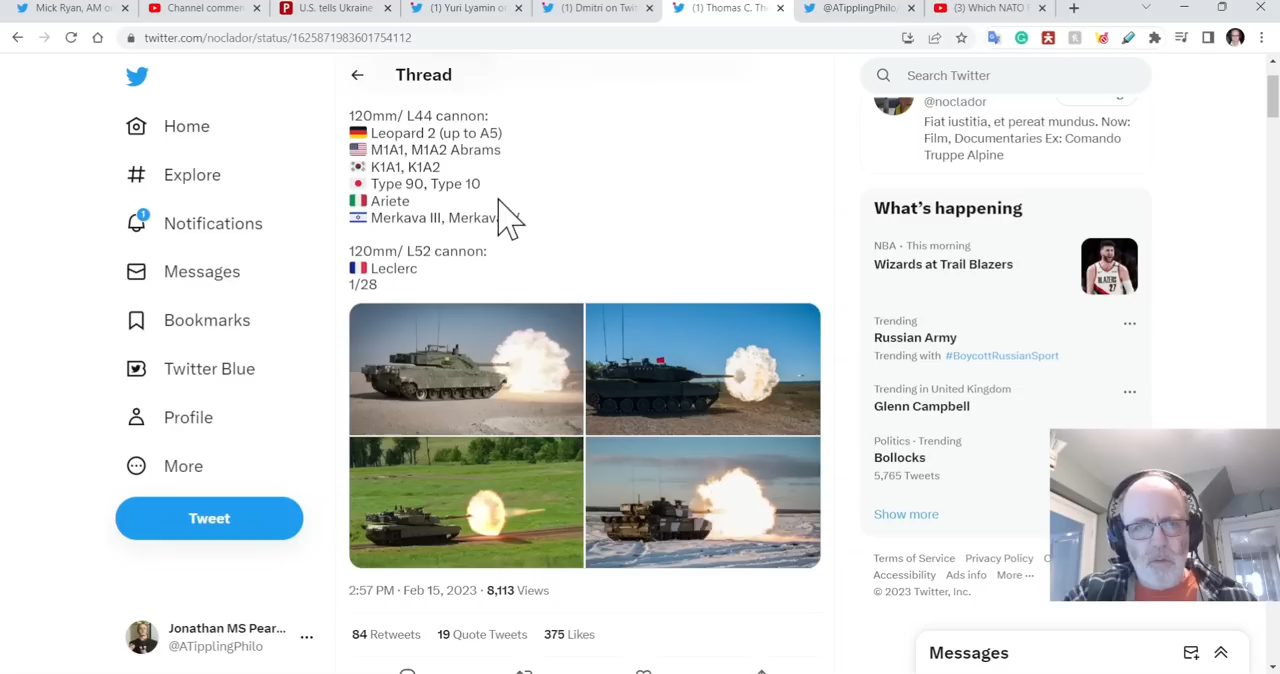 Mick Ryan, AM o
Channel commen
U.S. tells Ukraine
(1) Yuri Lyamin o
(1) Dmitri on Twi
(1) Thomas C. Th
@ATipplingPhilo/
(3) Which NATO
twitter.com/noclador/status/1625871983601754112
Thread
Search Twitter
@noclador
Fiat iustitia, et pereat mundus. Now:
Film, Documentaries Ex: Comando
Truppe Alpine
Home
Explore
1
Notifications
Messages
Bookmarks
Twitter Blue
Profile
More
Tweet
Jonathan MS Pear...
@ATipplingPhilo
120mm/ L44 cannon:
Leopard 2 (up to A5)
M1A1, M1A2 Abrams
K1A1, K1A2
Type 90, Type 10
Ariete
Merkava III, Merkav
120mm/ L52 cannon:
Leclerc
1/28
2:57 PM · Feb 15, 2023 · 8,113 Views
84 Retweets 19 Quote Tweets 375 Likes
What's happening
NBA · This morning
Wizards at Trail Blazers
Trending
Russian Army
Trending with #BoycottRussianSport
Trending in United Kingdom
Glenn Campbell
Politics · Trending
Bollocks
5,765 Tweets
Show more
Terms of Service Privacy Policy
Accessibility Ads info More ···
© 2023 Twitter, Inc.
Messages